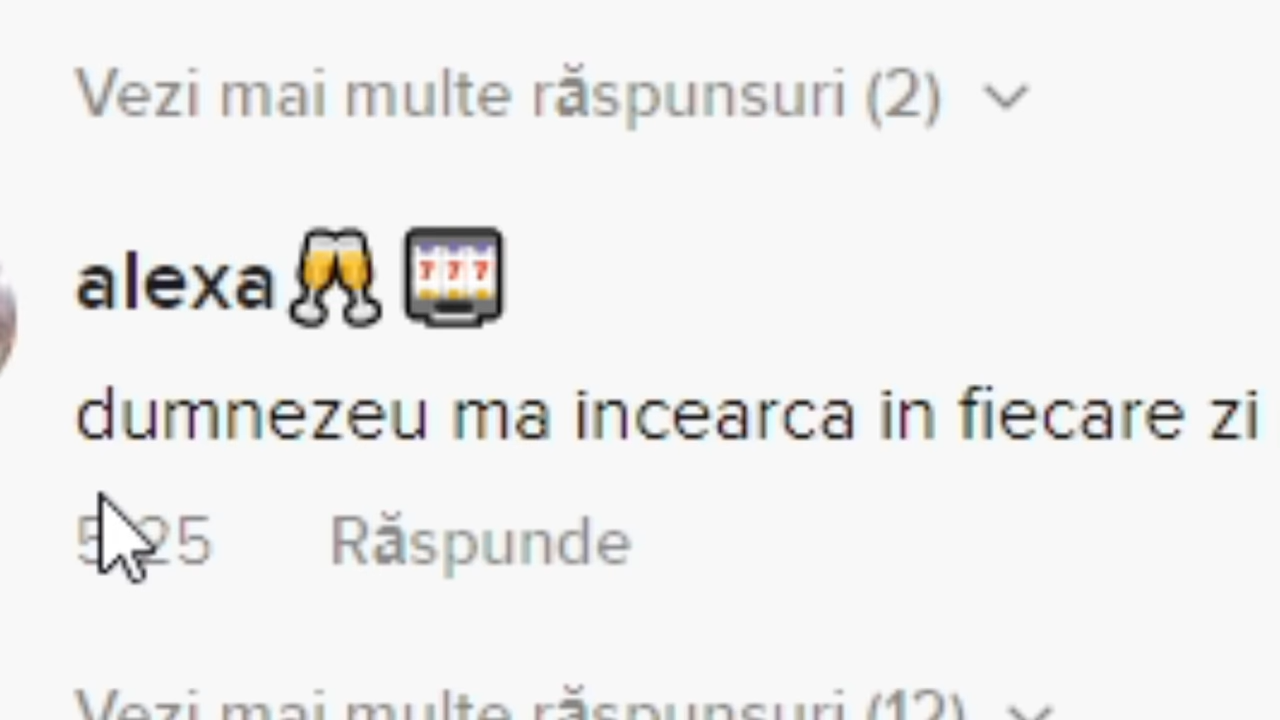 Vezi mai multe răspunsuri (2)
alexa🥂🎰
dumnezeu ma incearca in fiecare zi
Răspunde
Vezi mai multe răspunsuri (12)